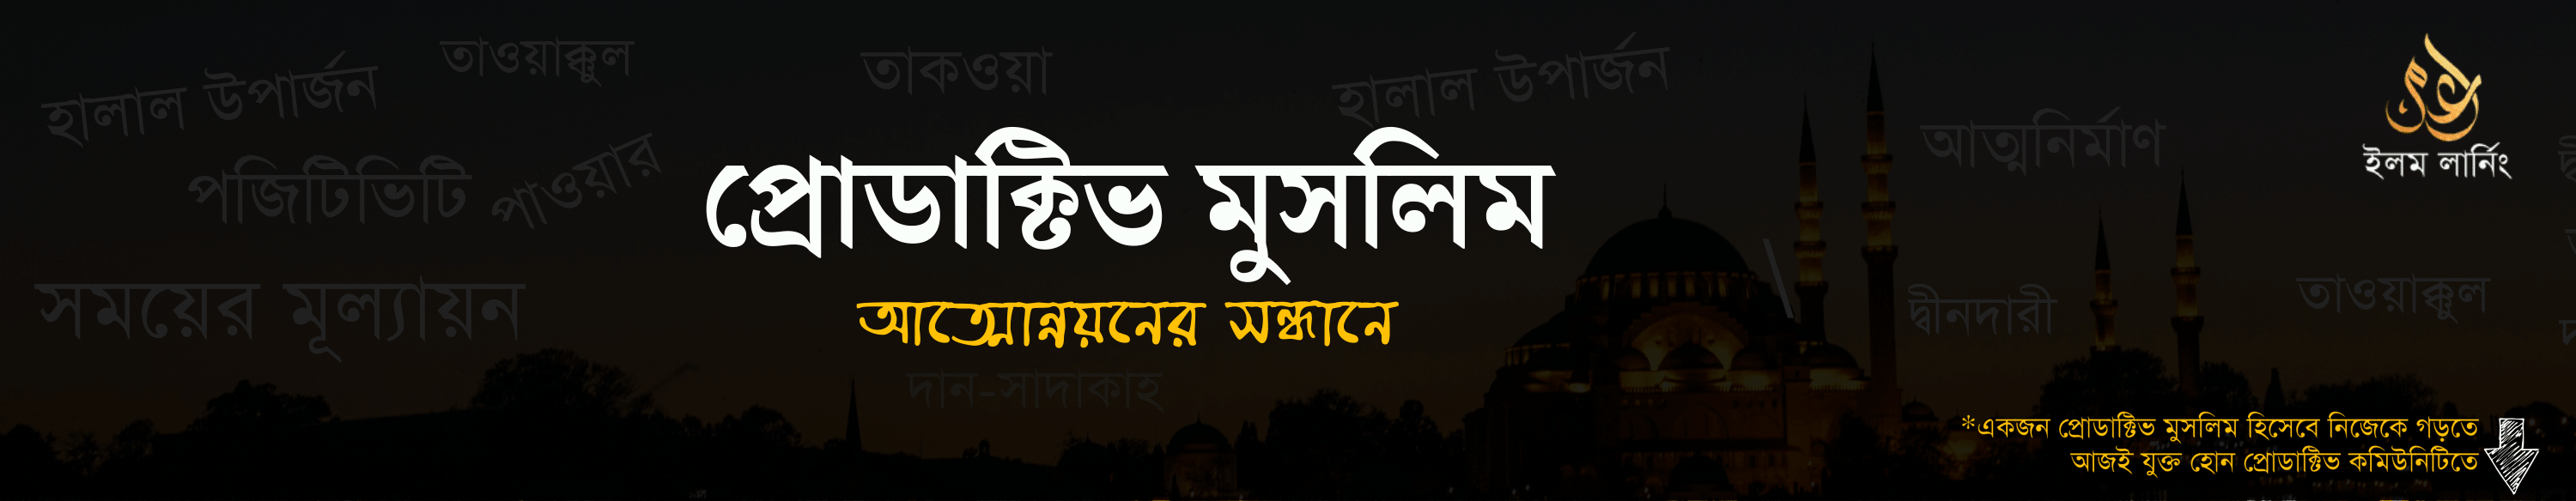 তাওয়াক্কুল
তাকওয়া
হালাল উপার্জন
হালাল উপার্জন
আত্মনির্মাণ
ইলম লার্নিং
পজিটিভিটি
পাওয়ার
প্রোডাক্টিভ মুসলিম
সময়ের মূল্যায়ন
আত্মোন্নয়নের সন্ধানে
দ্বীনদারী
তাওয়াক্কুল
দান-সাদাকাহ
*একজন প্রোডাক্টিভ মুসলিম হিসেবে নিজেকে গড়তে
আজই যুক্ত হোন প্রোডাক্টিভ কমিউনিটিতে